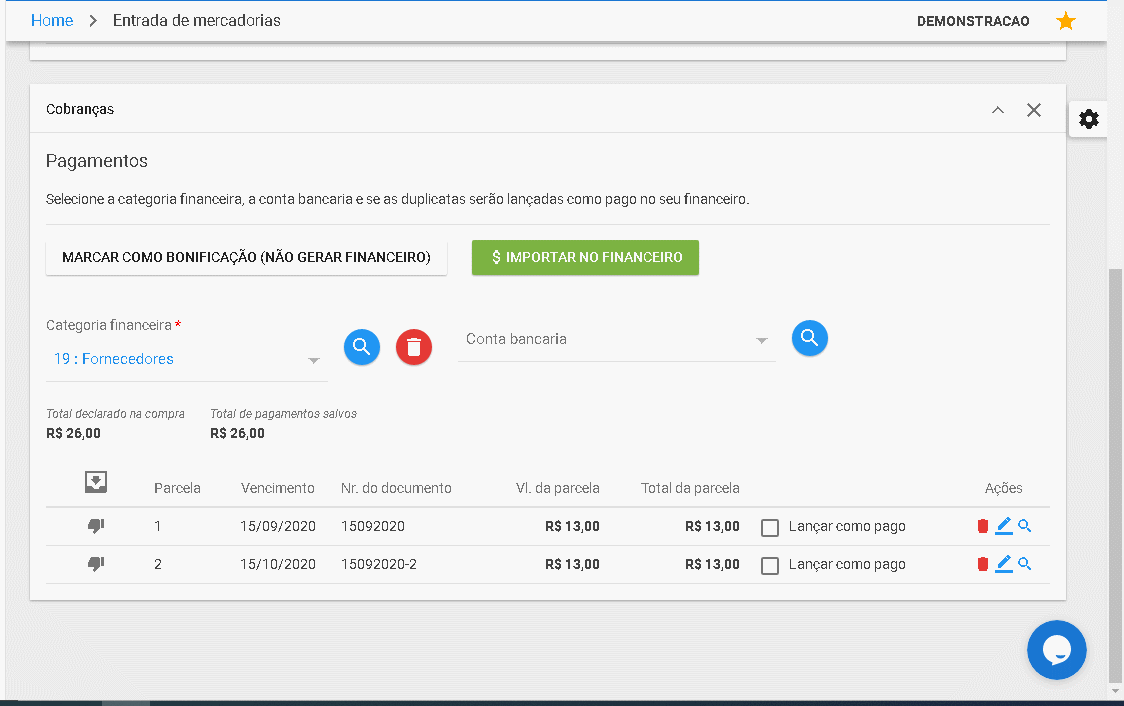 Home > Entrada de mercadorias DEMONSTRACAO
Cobranças
Pagamentos
Selecione a categoria financeira, a conta bancaria e se as duplicatas serão lançadas como pago no seu financeiro.
MARCAR COMO BONIFICAÇÃO (NÃO GERAR FINANCEIRO) $ IMPORTAR NO FINANCEIRO
Categoria financeira *
19 : Fornecedores
Conta bancaria
Total declarado na compra Total de pagamentos salvos
R$ 26,00 R$ 26,00
Parcela Vencimento Nr. do documento Vl. da parcela Total da parcela Ações
1 15/09/2020 15092020 R$ 13,00 R$ 13,00 Lançar como pago
2 15/10/2020 15092020-2 R$ 13,00 R$ 13,00 Lançar como pago